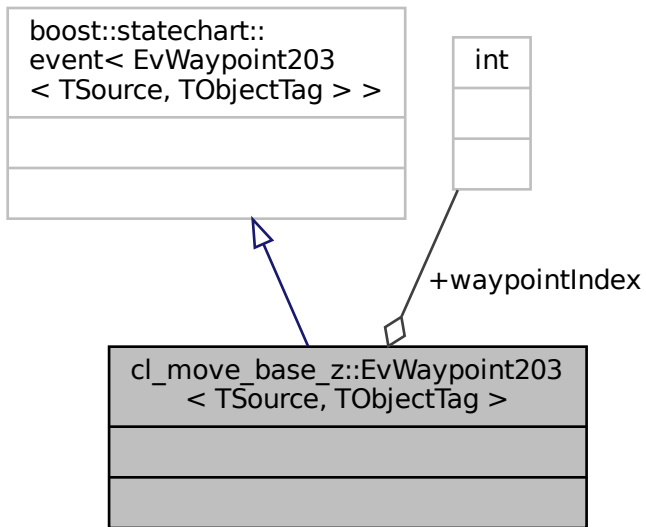 boost::statechart::
event< EvWaypoint203
< TSource, TObjectTag > >
int
+waypointIndex
cl_move_base_z::EvWaypoint203
< TSource, TObjectTag >